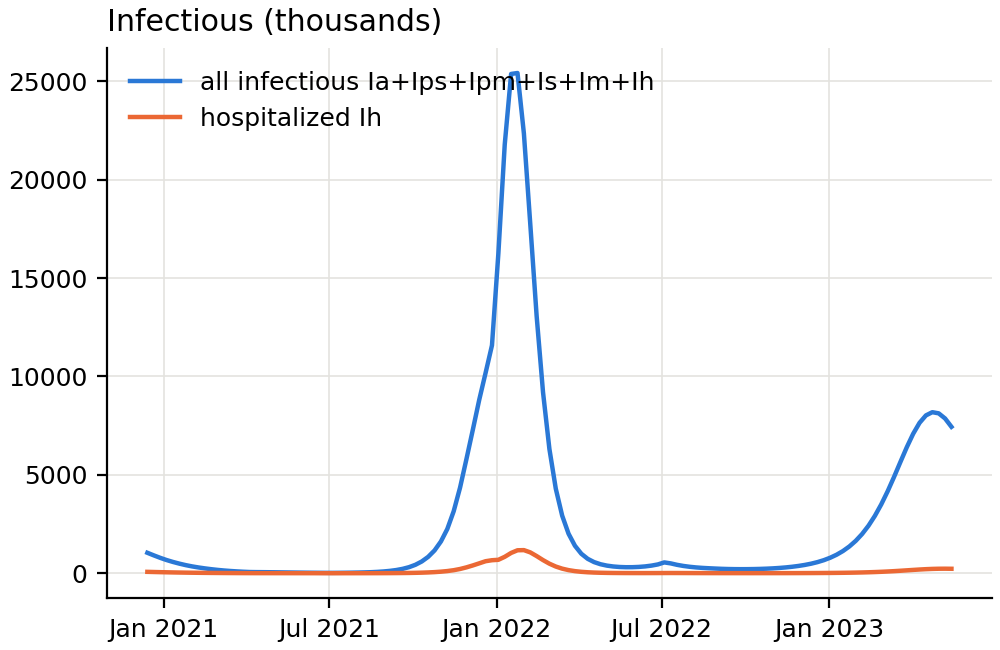 Infectious (thousands)
all infectious Ia+Ips+Ipm+Is+Im+Ih
hospitalized Ih
25000
20000
15000
10000
5000
0
Jan 2021 Jul 2021 Jan 2022 Jul 2022 Jan 2023